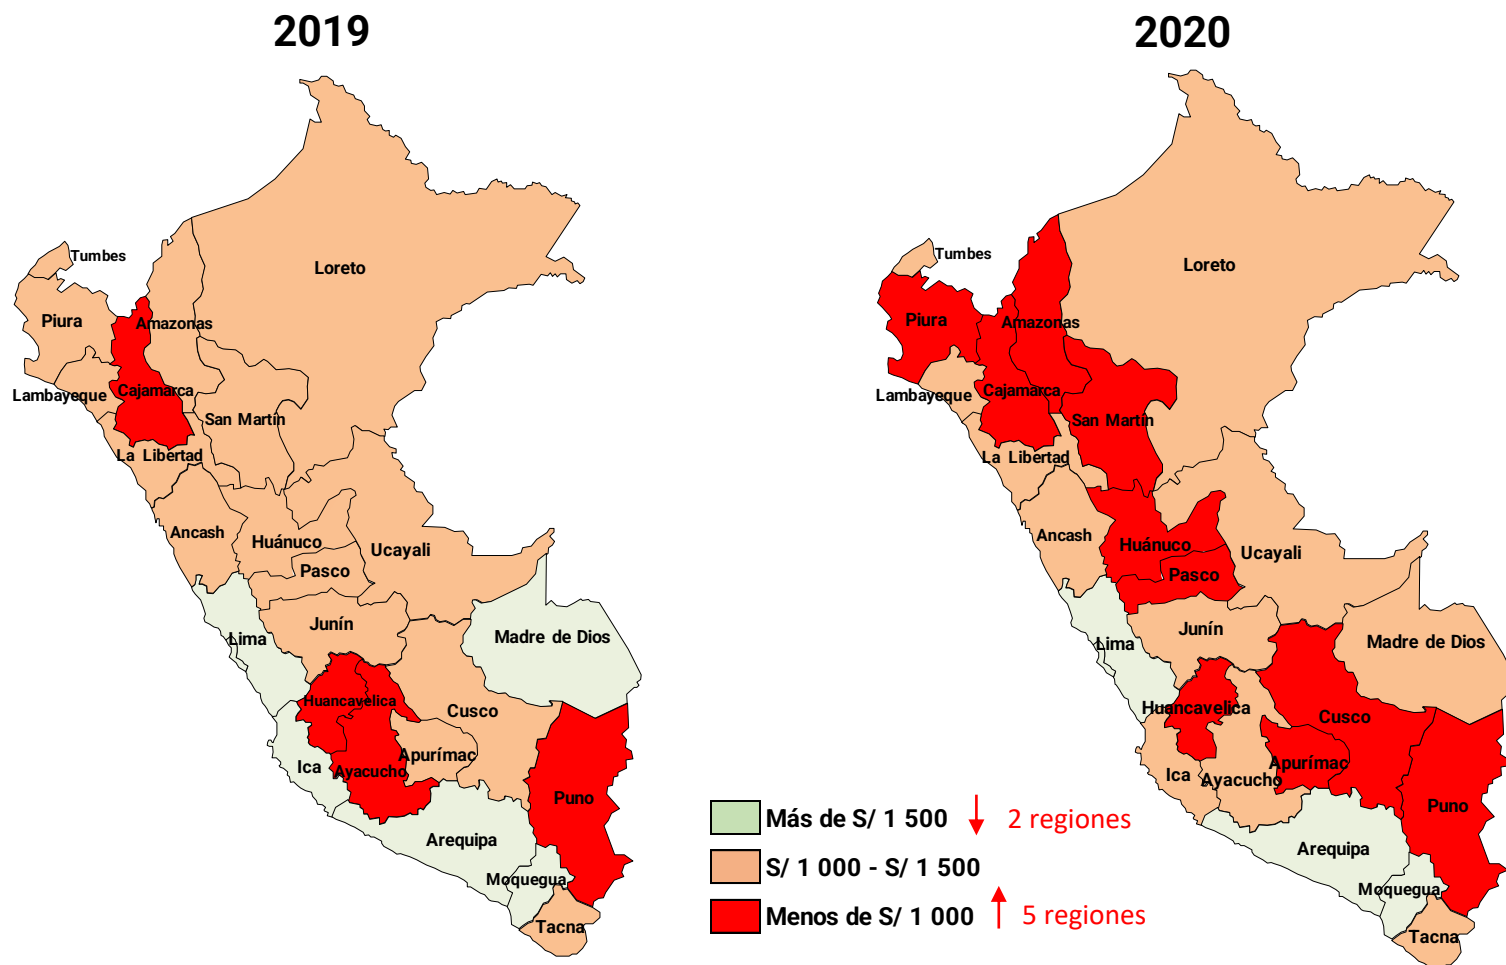 2019
Tumbes
Loreto
Piura
Amazonas
Lambayeque
Cajamarca
San Martín
La Libertad
Ancash
Huánuco
Ucayali
Pasco
Junín
Lima
Madre de Dios
Huancavelica
Cusco
Ica
Ayacucho
Apurímac
Puno
Arequipa
Moquegua
Tacna
2020
Tumbes
Loreto
Piura
Amazonas
Lambayeque
Cajamarca
San Martín
La Libertad
Ancash
Huánuco
Ucayali
Pasco
Junín
Lima
Madre de Dios
Huancavelica
Cusco
Ica
Ayacucho
Apurímac
Puno
Arequipa
Moquegua
Tacna
Más de S/ 1 500 ↓ 2 regiones
S/ 1 000 - S/ 1 500
Menos de S/ 1 000 ↑ 5 regiones